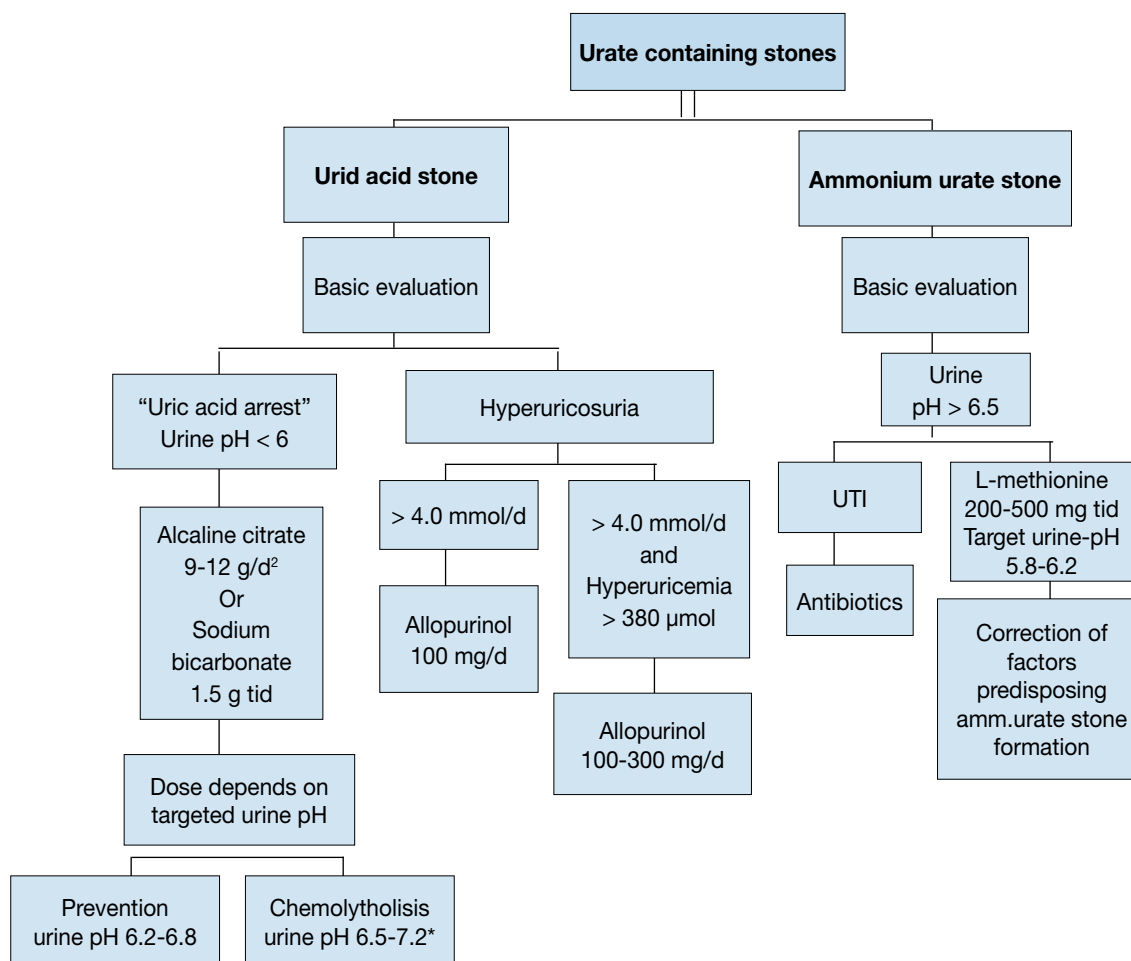 Urate containing stones
Urid acid stone
Ammonium urate stone
Basic evaluation
Basic evaluation
“Uric acid arrest”
Urine pH < 6
Hyperuricosuria
Urine
pH > 6.5
Alcaline citrate
9-12 g/d²
Or
Sodium
bicarbonate
1.5 g tid
> 4.0 mmol/d
> 4.0 mmol/d
and
Hyperuricemia
> 380 µmol
UTI
L-methionine
200-500 mg tid
Target urine-pH
5.8-6.2
Allopurinol
100 mg/d
Antibiotics
Correction of
factors
predisposing
amm.urate stone
formation
Allopurinol
100-300 mg/d
Dose depends on
targeted urine pH
Prevention
urine pH 6.2-6.8
Chemolytholisis
urine pH 6.5-7.2*